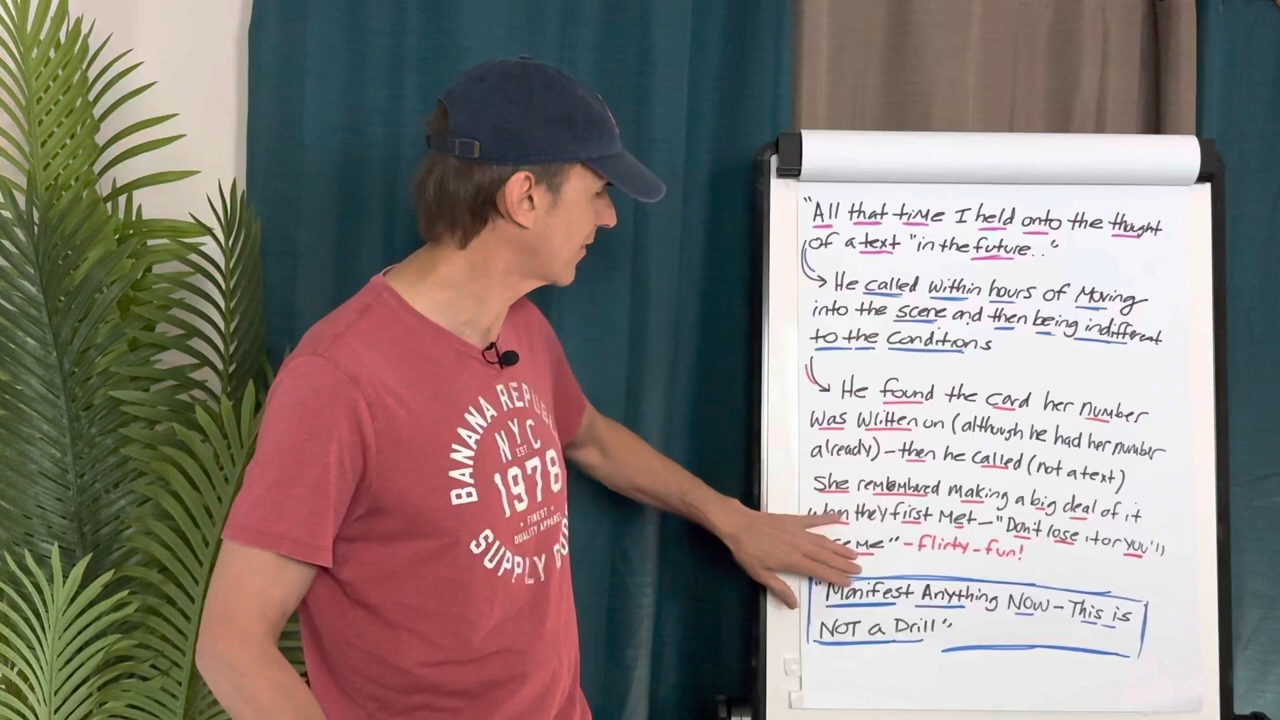 BANANA REPU
NYC
EST.
1978
FINEST
QUALITY APPAREL
SUPPLY
"All that time I held onto the thought
of a text "in the future.."
He called within hours of Moving
into the scene and then being indifferent
to the Conditions
He found the card her number
was written on (although he had her number
already) - then he called (not a text)
She remembered making a big deal of it
when they first met - "Don't lose it or you'll
me" - flirty - fun!
"Manifest Anything NOW - This is
NOT a Drill"